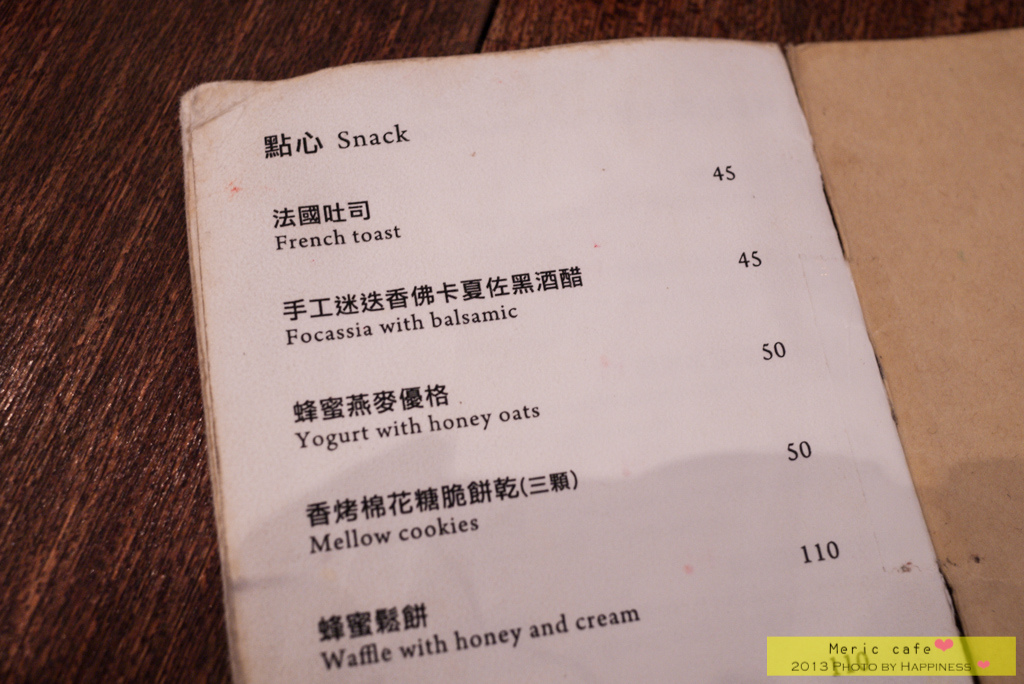 點心 Snack
法國吐司 45
French toast
手工迷迭香佛卡夏佐黑酒醋 45
Focassia with balsamic
蜂蜜燕麥優格 50
Yogurt with honey oats
香烤棉花糖脆餅乾(三顆) 50
Mellow cookies
蜂蜜鬆餅 110
Waffle with honey and cream
110
Meric cafe
2013 Photo by Happiness